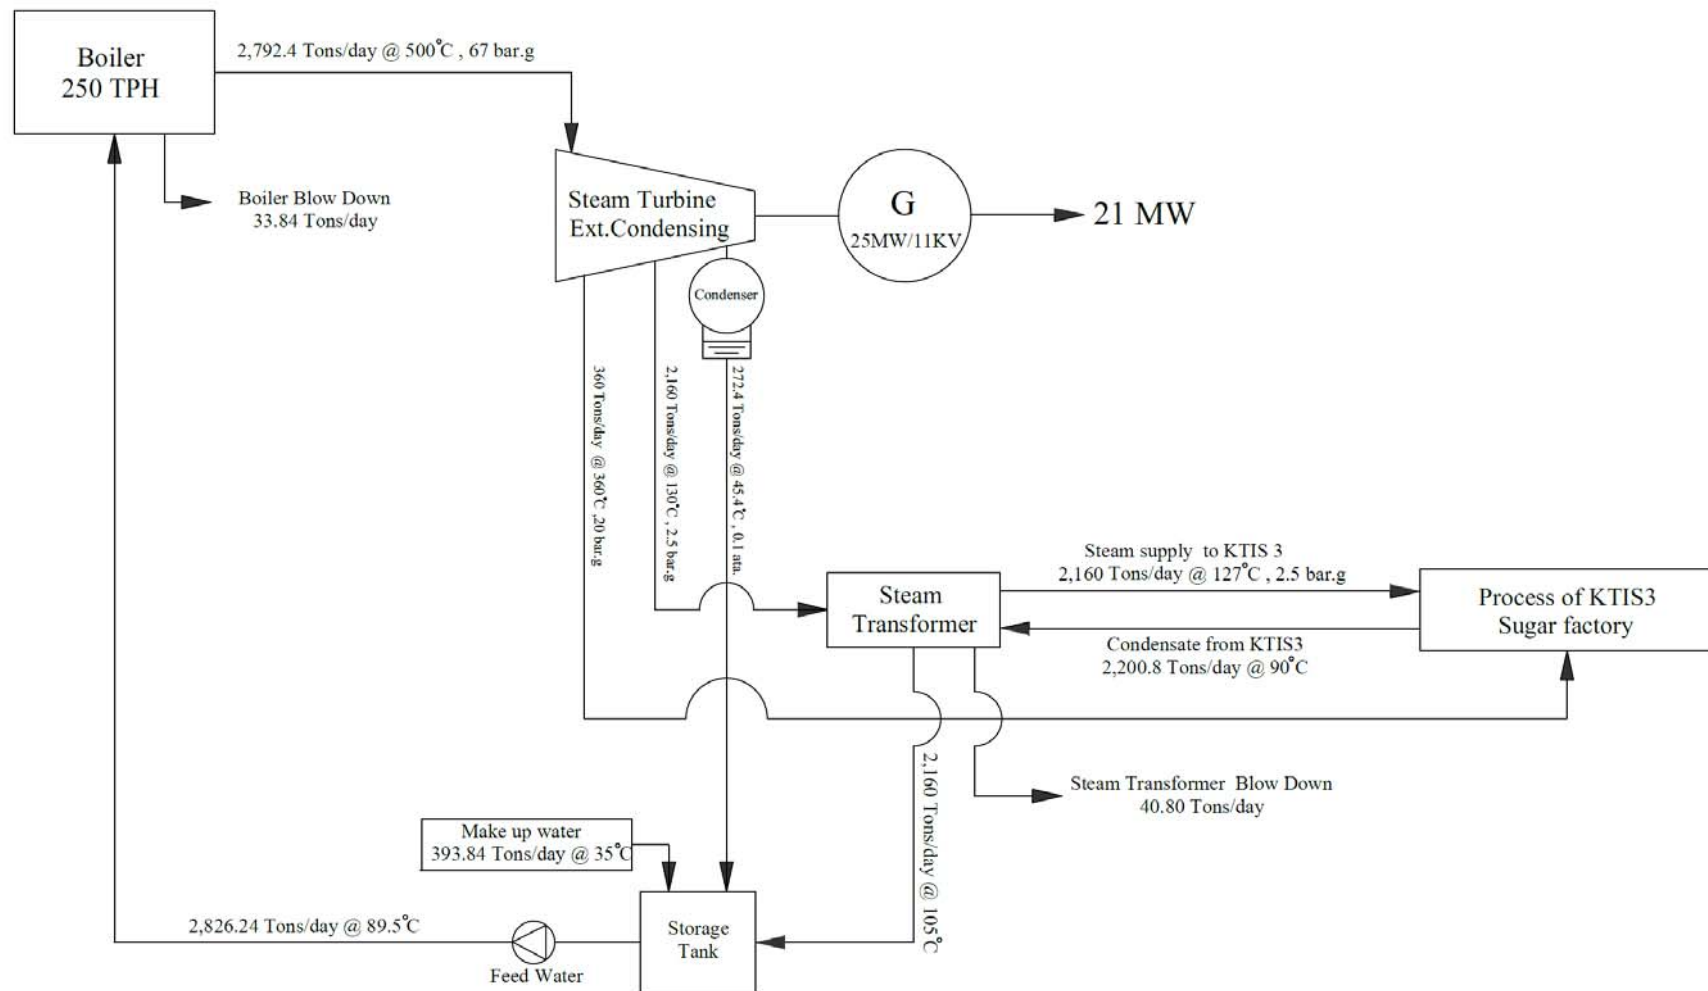 Boiler
250 TPH
2,792.4 Tons/day @ 500°C , 67 bar.g
Boiler Blow Down
33.84 Tons/day
Steam Turbine
Ext.Condensing
G
25MW/11KV
21 MW
Condenser
360 Tons/day @ 360°C ,20 bar.g
2,160 Tons/day @ 130°C , 2.5 bar.g
272.4 Tons/day @ 45.4°C , 0.1 ata.
Steam supply to KTIS 3
2,160 Tons/day @ 127°C , 2.5 bar.g
Steam
Transformer
Process of KTIS3
Sugar factory
Condensate from KTIS3
2,200.8 Tons/day @ 90°C
2,160 Tons/day @ 105°C
Steam Transformer Blow Down
40.80 Tons/day
Make up water
393.84 Tons/day @ 35°C
2,826.24 Tons/day @ 89.5°C
Storage
Tank
Feed Water